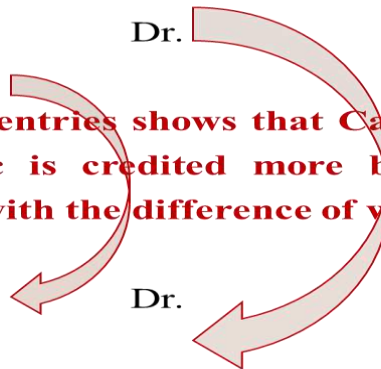 Dr.
entries shows that Ca
c is credited more b
with the difference of v
Dr.